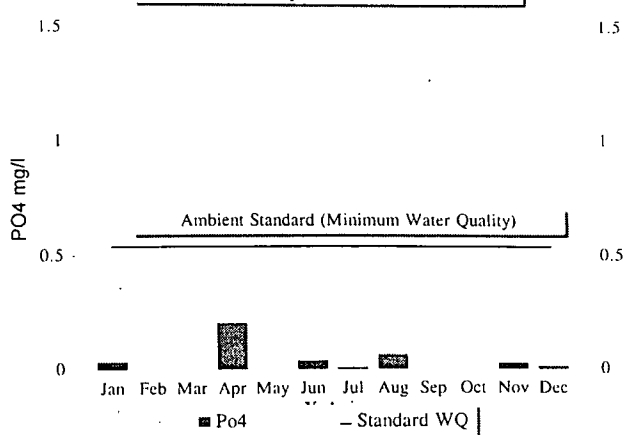 1.5 1.5
1 1
PO4 mg/l
Ambient Standard (Minimum Water Quality)
0.5 0.5
0 0
Jan Feb Mar Apr May Jun Jul Aug Sep Oct Nov Dec
Po4 Standard WQ